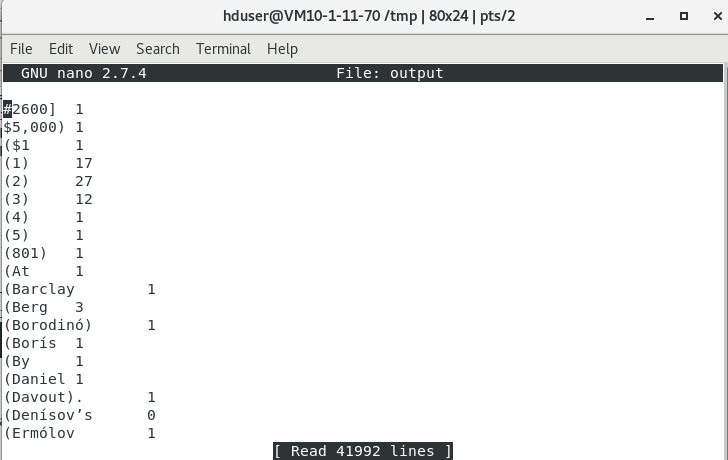 hduser@VM10-1-11-70 /tmp | 80x24 | pts/2
File Edit View Search Terminal Help
GNU nano 2.7.4 File: output
#2600] 1
$5,000) 1
($1 1
(1) 17
(2) 27
(3) 12
(4) 1
(5) 1
(801) 1
(At 1
(Barclay 1
(Berg 3
(Borodinó) 1
(Borís 1
(By 1
(Daniel 1
(Davout). 1
(Denísov’s 0
(Ermólov 1
[ Read 41992 lines ]